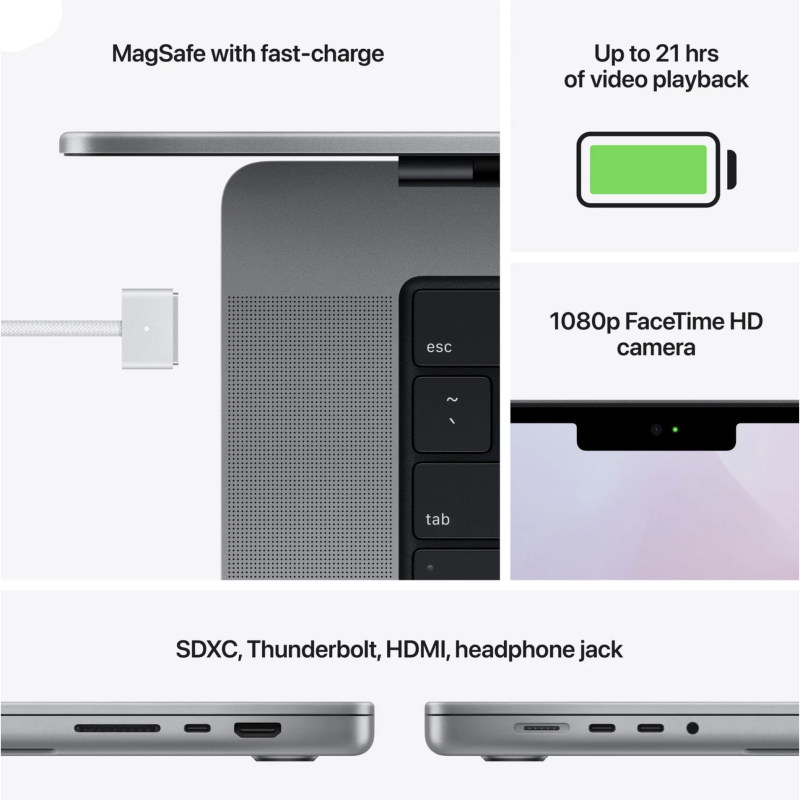 MagSafe with fast-charge
Up to 21 hrs
of video playback
esc
~
`
tab
1080p FaceTime HD
camera
SDXC, Thunderbolt, HDMI, headphone jack